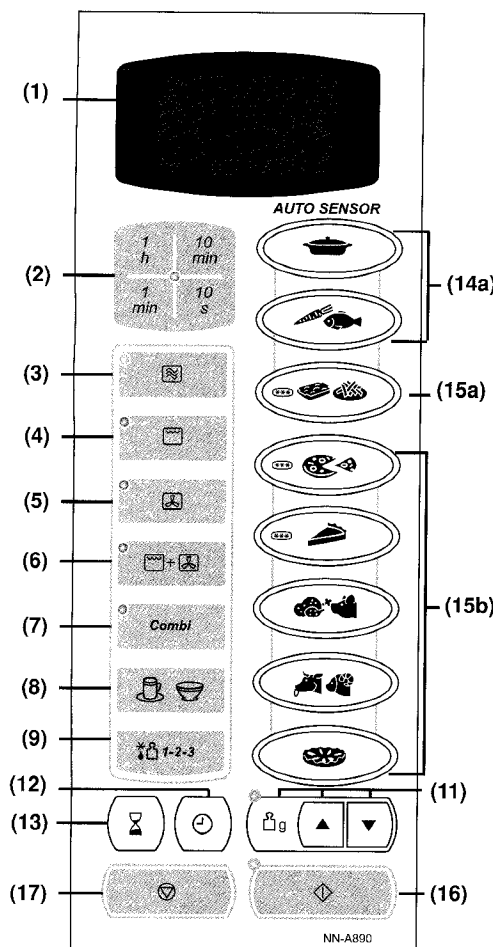 (1)
AUTO SENSOR
(2)
1 h
10 min
1 min
10 s
(14a)
(3)
(15a)
(4)
(5)
(6)
+
(15b)
(7)
Combi
(8)
(9)
1-2-3
(12)
(11)
(13)
g
(17)
(16)
NN-A890